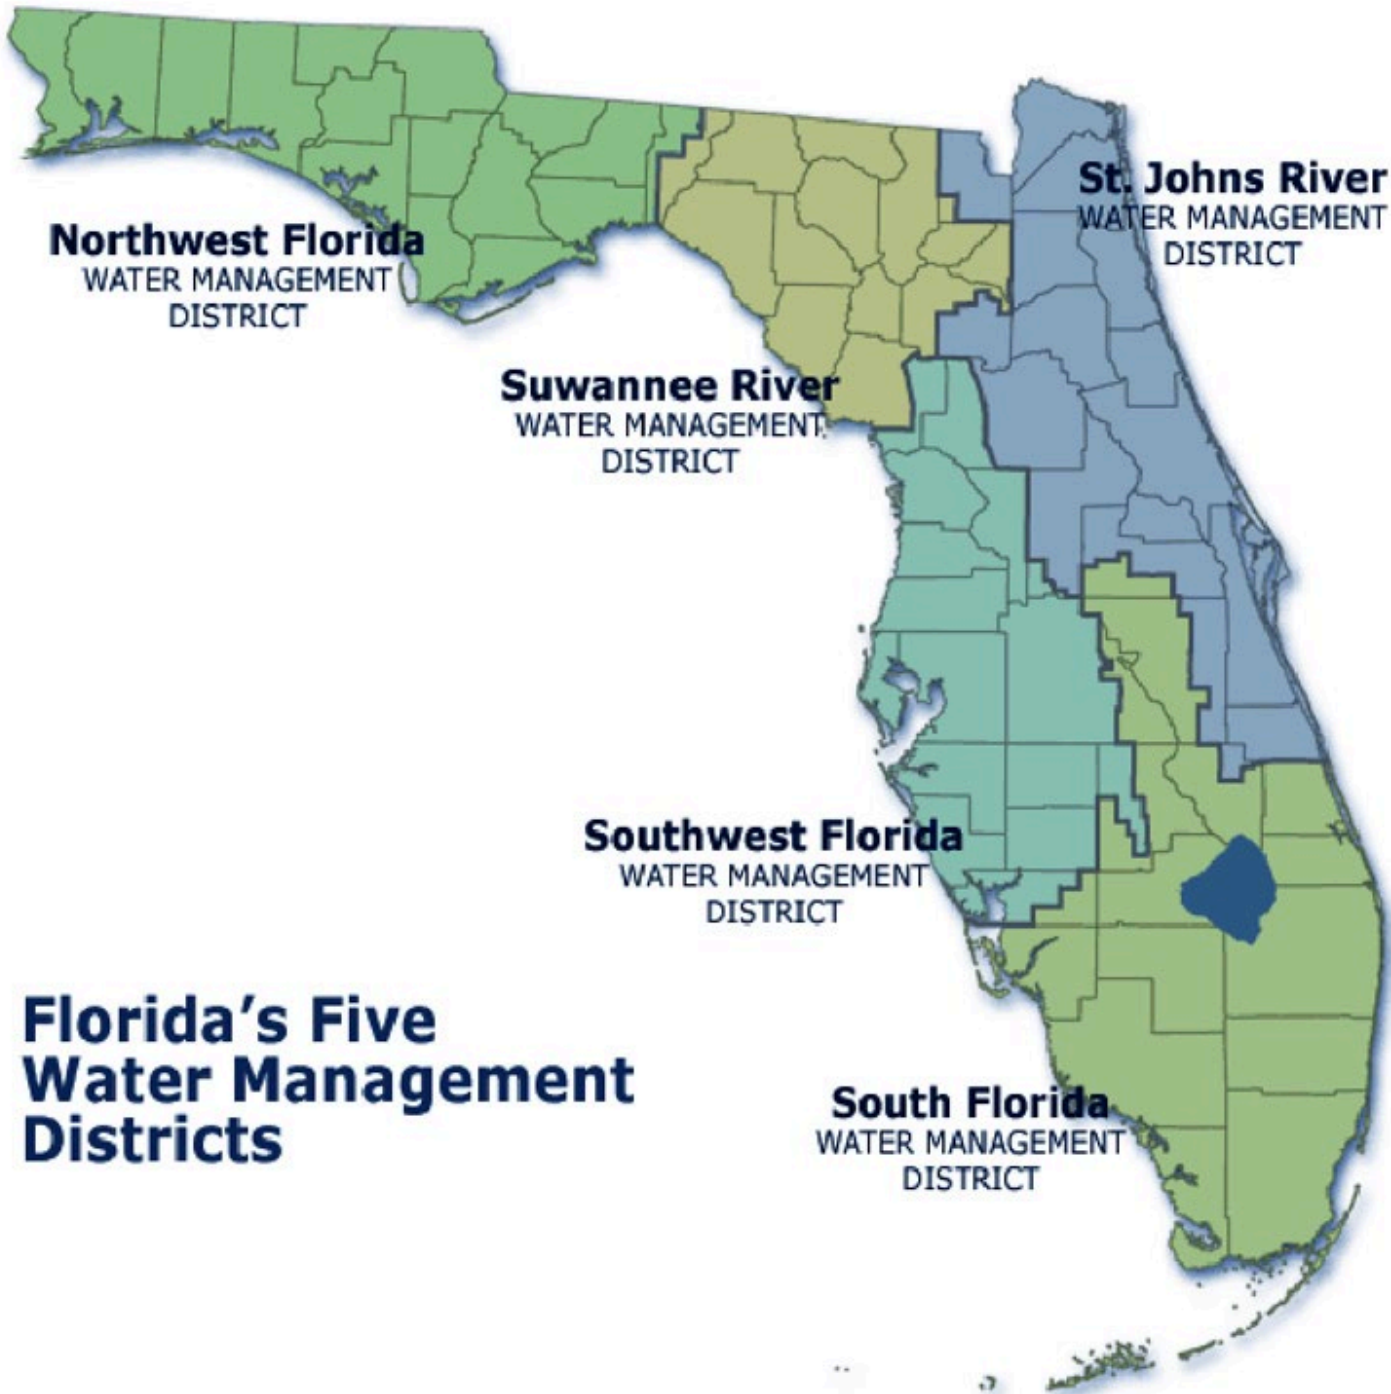 St. Johns River
WATER MANAGEMENT
DISTRICT
Northwest Florida
WATER MANAGEMENT
DISTRICT
Suwannee River
WATER MANAGEMENT
DISTRICT
Southwest Florida
WATER MANAGEMENT
DISTRICT
Florida's Five
Water Management
Districts
South Florida
WATER MANAGEMENT
DISTRICT